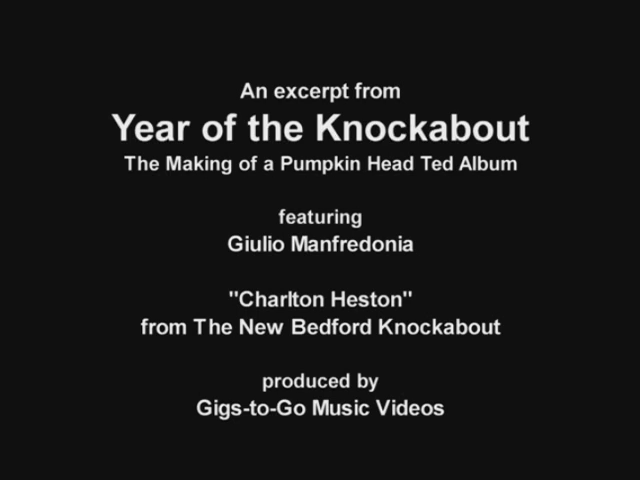 An excerpt from
Year of the Knockabout
The Making of a Pumpkin Head Ted Album
featuring
Giulio Manfredonia
"Charlton Heston"
from The New Bedford Knockabout
produced by
Gigs-to-Go Music Videos